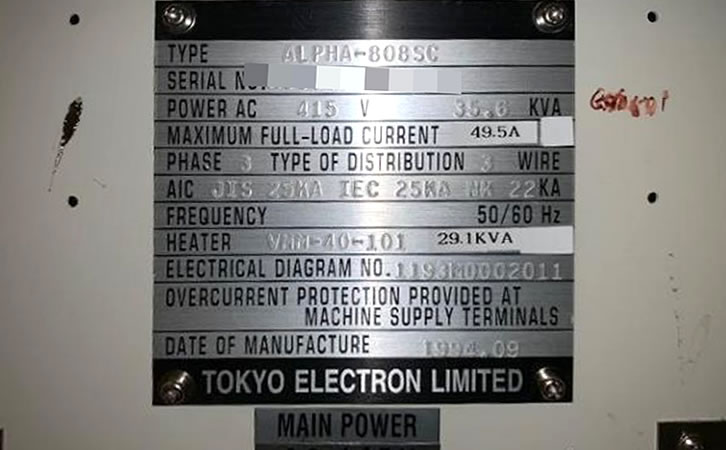 TYPE ALPHA-808SC
SERIAL NO.
POWER AC 415 V 35.6 KVA
MAXIMUM FULL-LOAD CURRENT 49.5A
PHASE 3 TYPE OF DISTRIBUTION 3 WIRE
AIC JIS 25KA IEC 25KA NK 22KA
FREQUENCY 50/60 Hz
HEATER VMM-40-101 29.1KVA
ELECTRICAL DIAGRAM NO.
OVERCURRENT PROTECTION PROVIDED AT
MACHINE SUPPLY TERMINALS
DATE OF MANUFACTURE 1994.09
TOKYO ELECTRON LIMITED
MAIN POWER